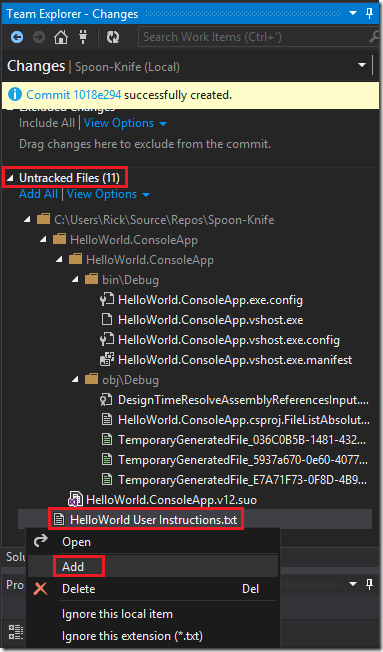 Team Explorer - Changes
Search Work Items (Ctrl+')
Changes | Spoon-Knife (Local)
Commit 1018e294 successfully created.
Excluded Changes
Include All | View Options
Drag changes here to exclude from the commit.
Untracked Files (11)
Add All | View Options
C:\Users\Rick\Source\Repos\Spoon-Knife
HelloWorld.ConsoleApp
HelloWorld.ConsoleApp
bin\Debug
HelloWorld.ConsoleApp.exe.config
HelloWorld.ConsoleApp.vshost.exe
HelloWorld.ConsoleApp.vshost.exe.config
HelloWorld.ConsoleApp.vshost.exe.manifest
obj\Debug
DesignTimeResolveAssemblyReferencesInput....
HelloWorld.ConsoleApp.csproj.FileListAbsolut...
TemporaryGeneratedFile_036C0B5B-1481-432...
TemporaryGeneratedFile_5937a670-0e60-4077...
TemporaryGeneratedFile_E7A71F73-0F8D-4B9...
HelloWorld.ConsoleApp.v12.suo
HelloWorld User Instructions.txt
Solu
Open
Add
Pro
Delete Del
Ignore this local item
Ignore this extension (*.txt)